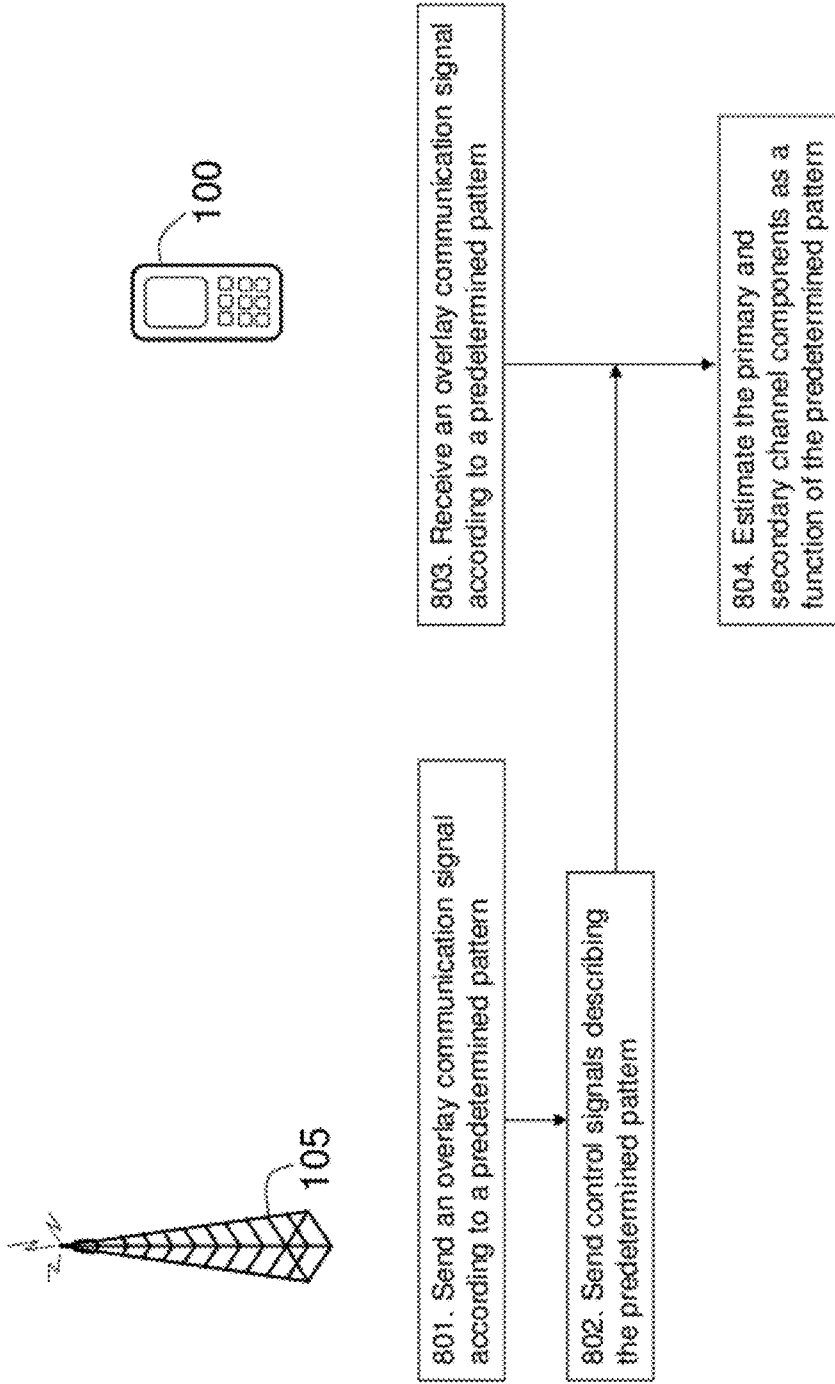 105
100
801. Send an overlay communication signal
according to a predetermined pattern
802. Send control signals describing
the predetermined pattern
803. Receive an overlay communication signal
according to a predetermined pattern
804. Estimate the primary and
secondary channel components as a
function of the predetermined pattern